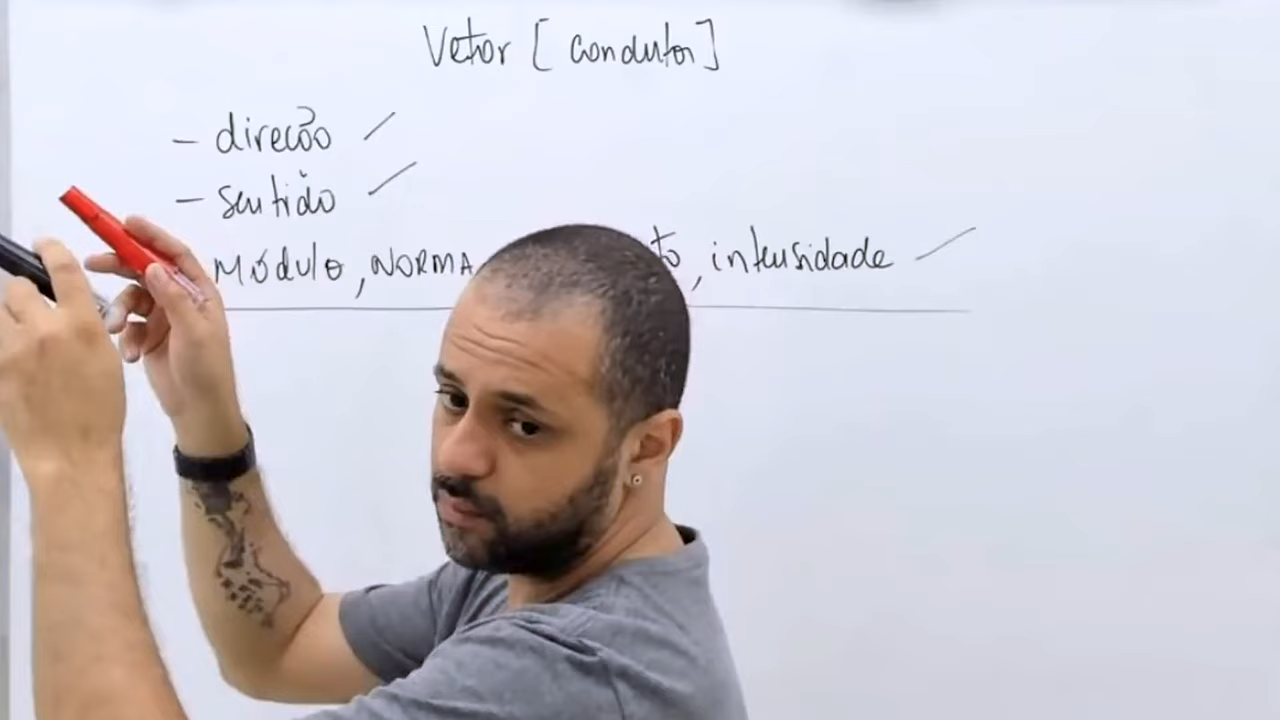 Vetor [condutor]
- direção
- sentido
módulo, NORMA to, intensidade